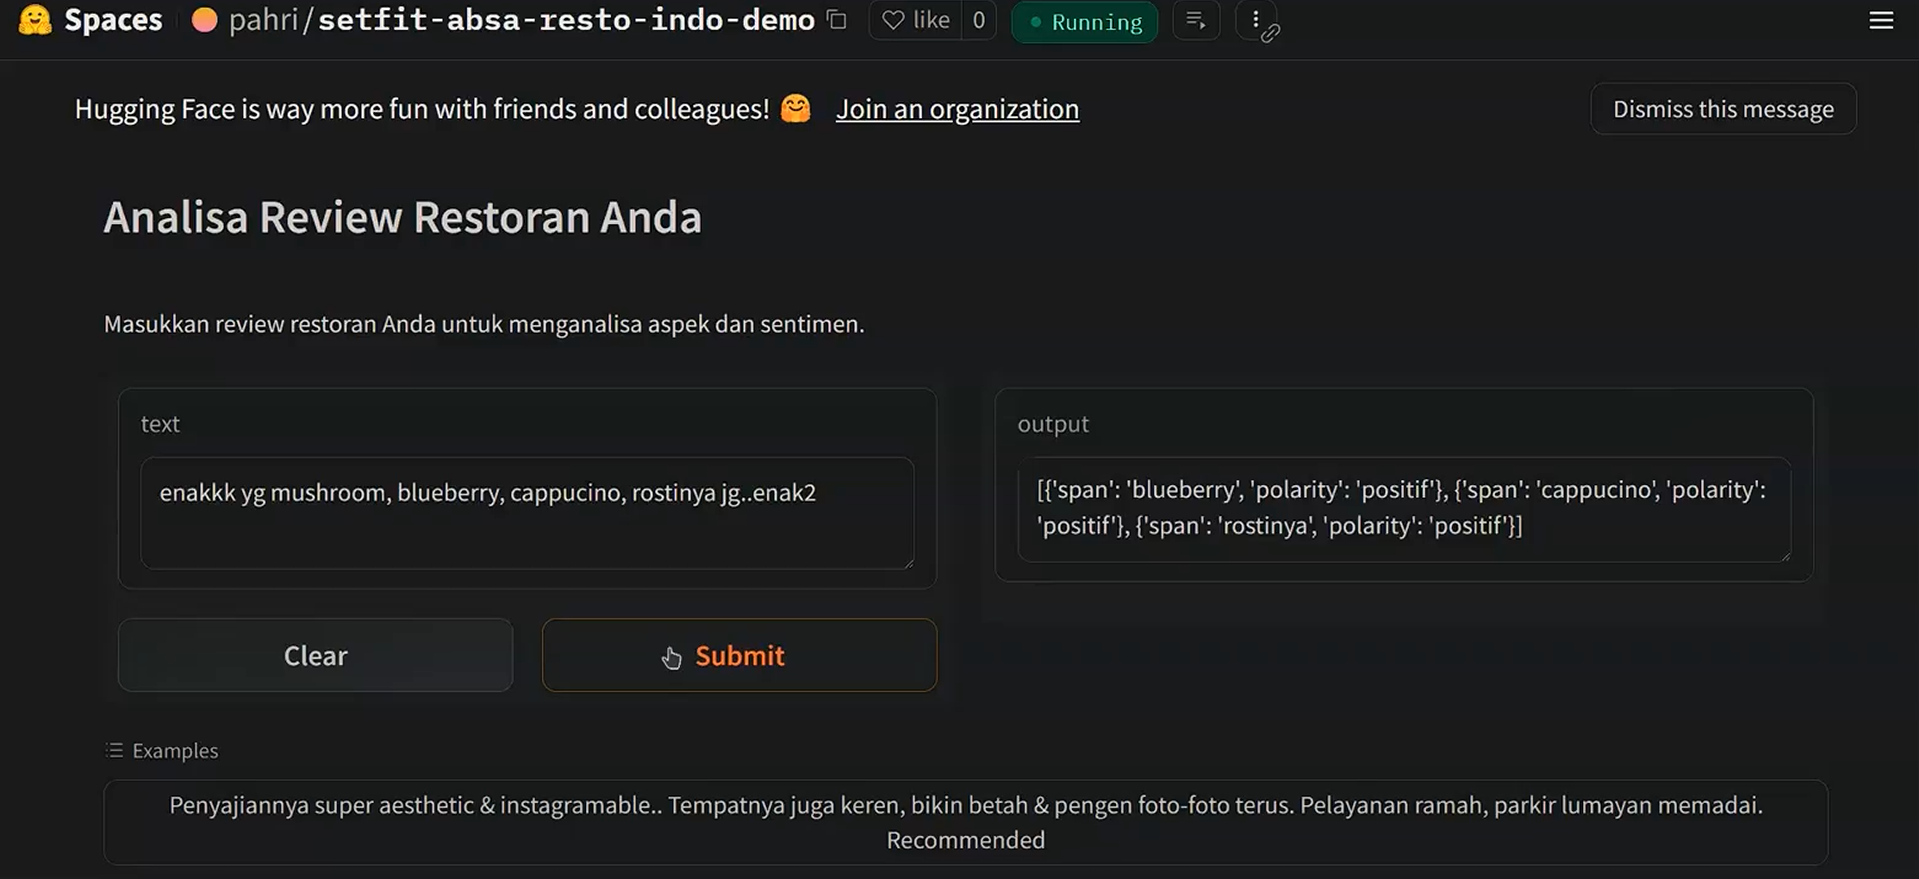 Spaces pahri/setfit-absa-resto-indo-demo like 0 Running
Hugging Face is way more fun with friends and colleagues! 🤗 Join an organization Dismiss this message
Analisa Review Restoran Anda
Masukkan review restoran Anda untuk menganalisa aspek dan sentimen.
text
enakkk yg mushroom, blueberry, cappucino, rostinya jg..enak2
output
[{'span': 'blueberry', 'polarity': 'positif'}, {'span': 'cappucino', 'polarity':
'positif'}, {'span': 'rostinya', 'polarity': 'positif'}]
Clear
Submit
Examples
Penyajiannya super aesthetic & instagramable.. Tempatnya juga keren, bikin betah & pengen foto-foto terus. Pelayanan ramah, parkir lumayan memadai.
Recommended